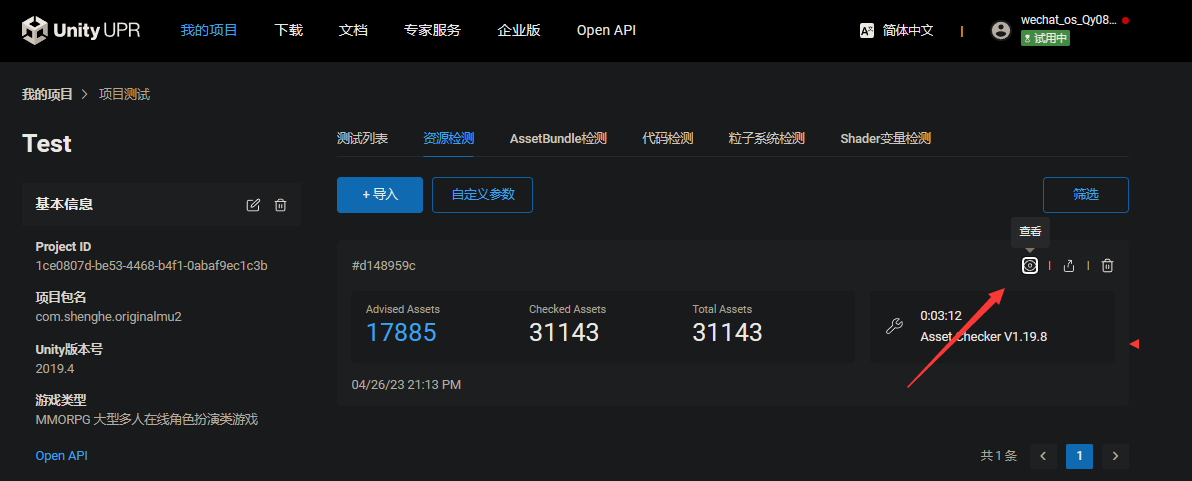 Unity UPR
我的项目
下载
文档
专家服务
企业版
Open API
简体中文
wechat_os_Qy08...
试用中
我的项目 > 项目测试
Test
测试列表
资源检测
AssetBundle检测
代码检测
粒子系统检测
Shader变量检测
+ 导入
自定义参数
筛选
基本信息
Project ID
1ce0807d-be53-4468-b4f1-0abaf9ec1c3b
项目包名
com.shenghe.originalmu2
Unity版本号
2019.4
游戏类型
MMORPG 大型多人在线角色扮演类游戏
Open API
查看
#d148959c
Advised Assets
17885
Checked Assets
31143
Total Assets
31143
0:03:12
Asset Checker V1.19.8
04/26/23 21:13 PM
共 1 条
1